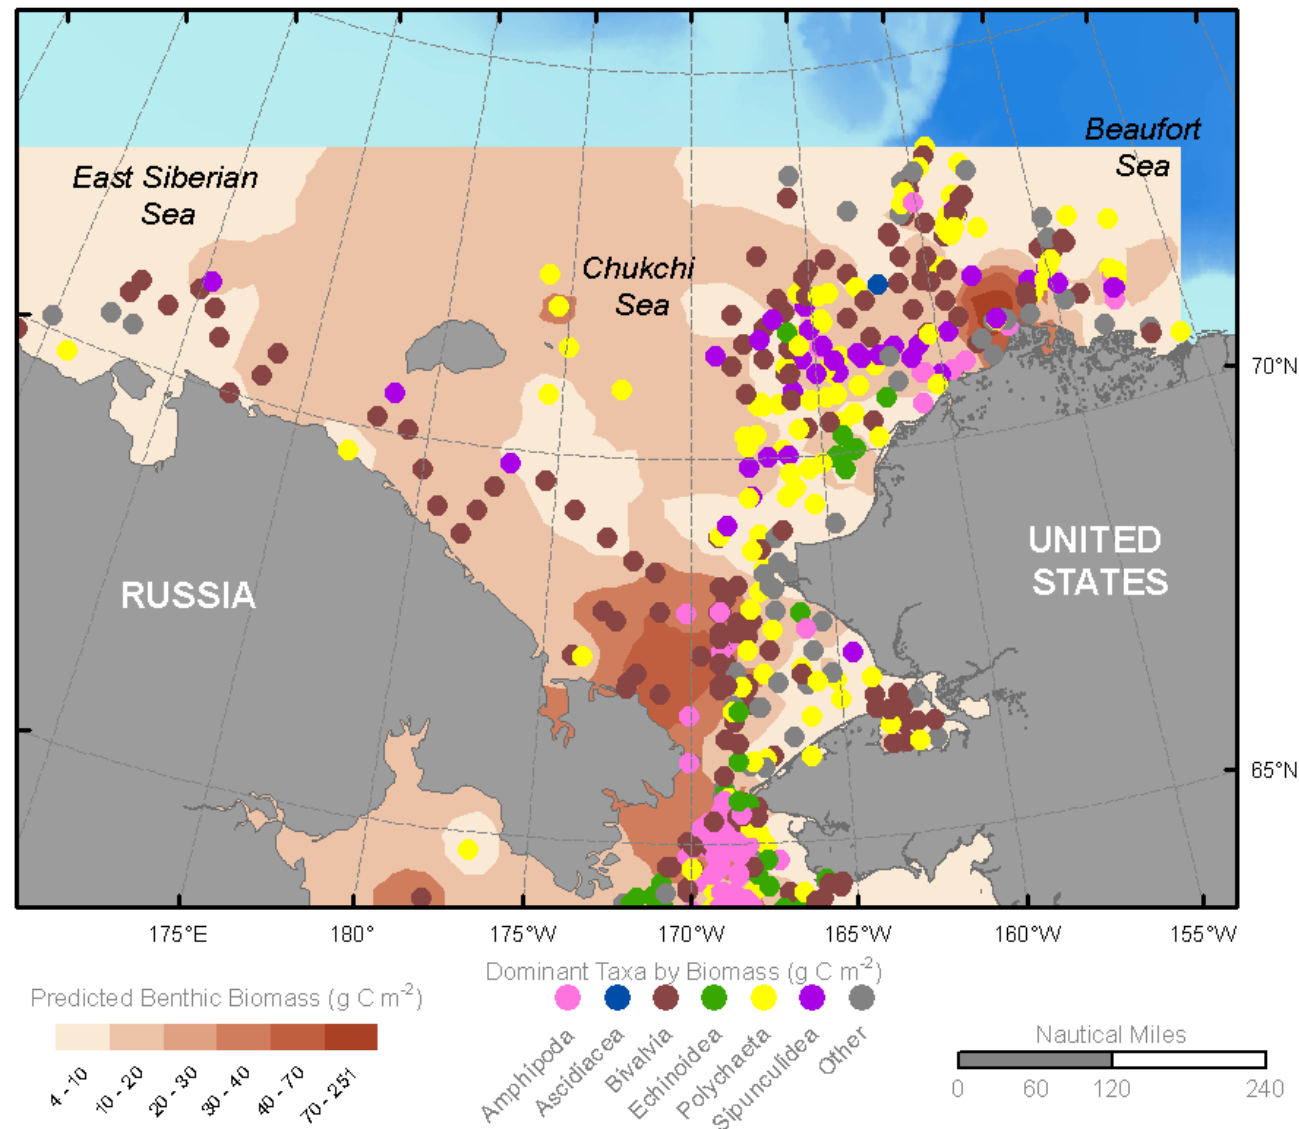 Beaufort
Sea
East Siberian
Sea
Chukchi
Sea
70°N
UNITED
STATES
RUSSIA
65°N
175°E
180°
175°W
170°W
165°W
160°W
155°W
Dominant Taxa by Biomass (g C m-2)
Predicted Benthic Biomass (g C m-2)
4 - 10
10 - 20
20 - 30
30 - 40
40 - 70
70 - 251
Amphipoda
Ascidiacea
Bivalvia
Echinoidea
Polychaeta
Sipunculidea
Other
Nautical Miles
0 60 120 240